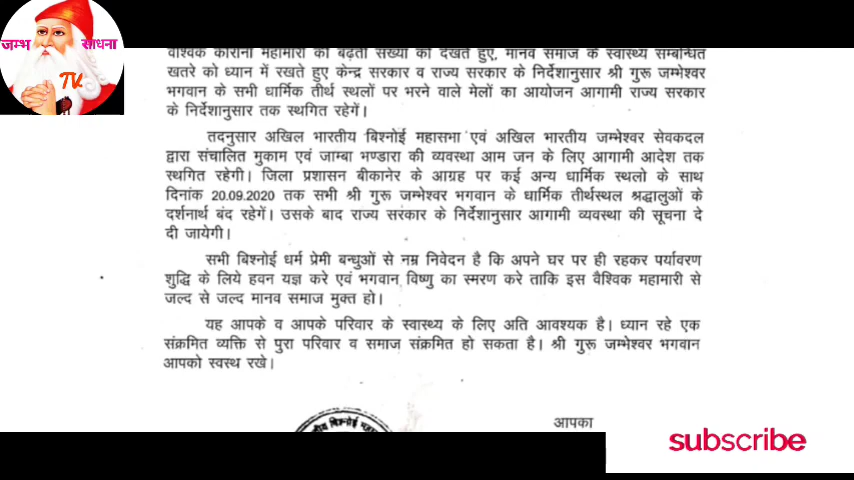 जम्भ साधना
TV
वैश्विक कोरोना महामारी की बढ़ती संख्या को देखते हुए, मानव समाज के स्वास्थ्य सम्बन्धित
खतरे को ध्यान में रखते हुए केन्द्र सरकार व राज्य सरकार के निर्देशानुसार श्री गुरू जम्भेश्वर
भगवान के सभी धार्मिक तीर्थ स्थलों पर भरने वाले मेलों का आयोजन आगामी राज्य सरकार
के निर्देशानुसार तक स्थगित रहेगें।
तदनुसार अखिल भारतीय बिश्नोई महासभा एवं अखिल भारतीय जम्भेश्वर सेवकदल
द्वारा संचालित मुकाम एवं जाम्बा भण्डारा की व्यवस्था आम जन के लिए आगामी आदेश तक
स्थगित रहेगी। जिला प्रशासन बीकानेर के आग्रह पर कई अन्य धार्मिक स्थलो के साथ
दिनांक 20.09.2020 तक सभी श्री गुरू जम्भेश्वर भगवान के धार्मिक तीर्थस्थल श्रद्धालुओं के
दर्शनार्थ बंद रहेगें। उसके बाद राज्य सरकार के निर्देशानुसार आगामी व्यवस्था की सूचना दे
दी जायेगी।
सभी बिश्नोई धर्म प्रेमी बन्धुओं से नम्र निवेदन है कि अपने घर पर ही रहकर पर्यावरण
शुद्धि के लिये हवन यज्ञ करे एवं भगवान विष्णु का स्मरण करे ताकि इस वैश्विक महामारी से
जल्द से जल्द मानव समाज मुक्त हो।
यह आपके व आपके परिवार के स्वास्थ्य के लिए अति आवश्यक है। ध्यान रहे एक
संक्रमित व्यक्ति से पुरा परिवार व समाज संक्रमित हो सकता है। श्री गुरू जम्भेश्वर भगवान
आपको स्वस्थ रखे।
आपका
बिश्नोई
subscribe